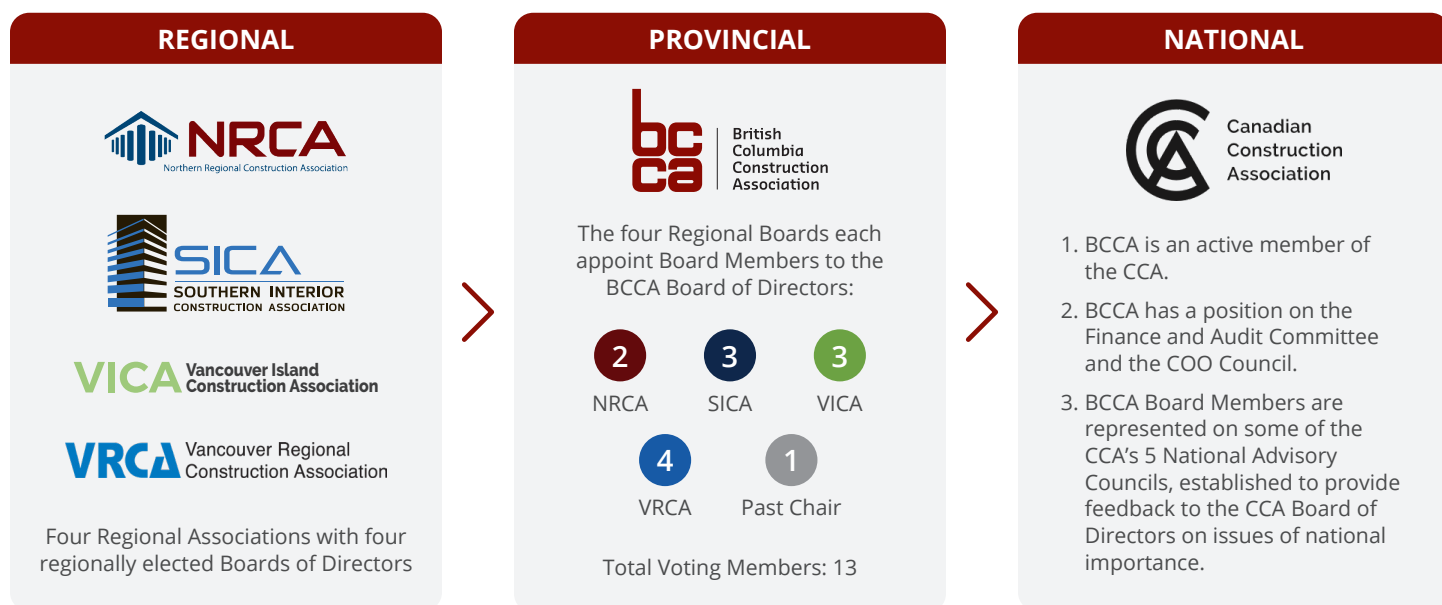 REGIONAL
NRCA
Northern Regional Construction Association
SICA
SOUTHERN INTERIOR
CONSTRUCTION ASSOCIATION
VICA
Vancouver Island
Construction Association
VRCA
Vancouver Regional
Construction Association
Four Regional Associations with four
regionally elected Boards of Directors
PROVINCIAL
bc
ca
British
Columbia
Construction
Association
The four Regional Boards each
appoint Board Members to the
BCCA Board of Directors:
2
NRCA
3
SICA
3
VICA
4
VRCA
1
Past Chair
Total Voting Members: 13
NATIONAL
CCA
Canadian
Construction
Association
1. BCCA is an active member of
the CCA.
2. BCCA has a position on the
Finance and Audit Committee
and the COO Council.
3. BCCA Board Members are
represented on some of the
CCA’s 5 National Advisory
Councils, established to provide
feedback to the CCA Board of
Directors on issues of national
importance.